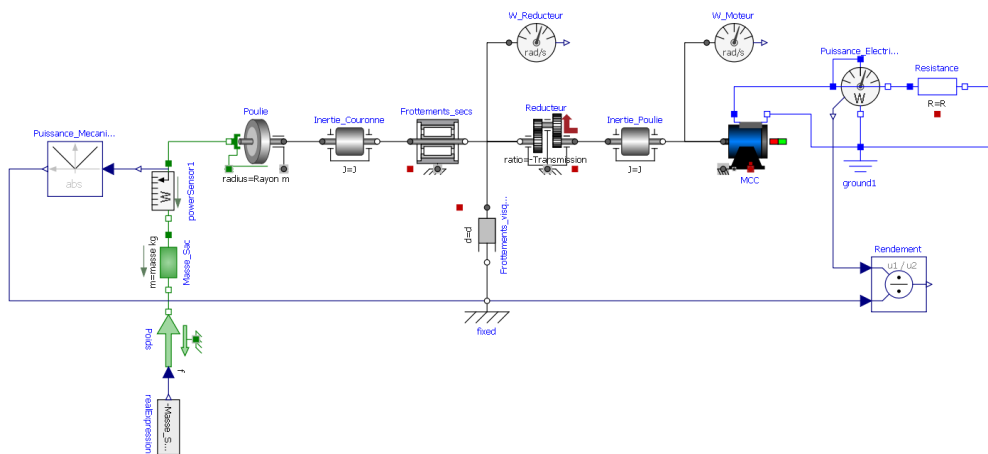 W_Reducteur
W_Moteur
rad/s
rad/s
Puissance_Electri...
W
Resistance
R=R
Poulie
Inertie_Couronne
Frottements_secs
Reducteur
Inertie_Poulie
Puissance_Mecani...
abs
radius=Rayon m
J=J
ratio=-Transmission
J=J
MCC
ground1
powerSensor1
W
m=masse.kg
Masse_Sac
d=d
Frottements_visq...
Rendement
u1 / u2
fixed
Poids
f
realExpression
-Masse_S...